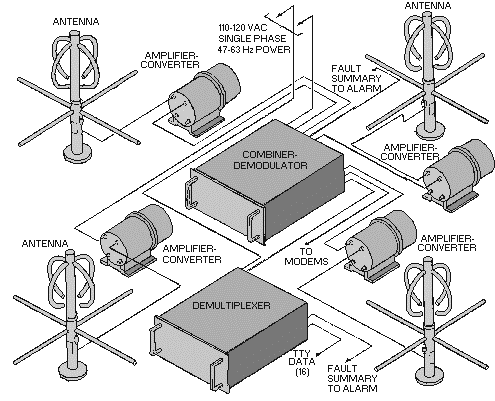 ANTENNA
110-120 VAC
SINGLE PHASE
47-63 Hz POWER
ANTENNA
AMPLIFIER-
CONVERTER
FAULT
SUMMARY
TO ALARM
COMBINER-
DEMODULATOR
AMPLIFIER-
CONVERTER
ANTENNA
AMPLIFIER-
CONVERTER
TO
MODEMS
AMPLIFIER-
CONVERTER
ANTENNA
DEMULTIPLEXER
TTY
DATA
(16)
FAULT
SUMMARY
TO ALARM